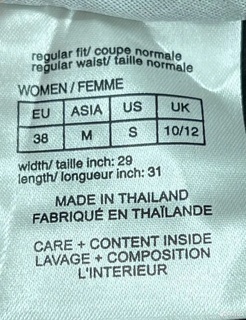 regular fit/ coupe normale
regular waist/ taille normale
WOMEN / FEMME
EU ASIA US UK
38 M S 10/12
width/ taille inch: 29
length/ longueur inch: 31
MADE IN THAILAND
FABRIQUÉ EN THAÏLANDE
CARE + CONTENT INSIDE
LAVAGE + COMPOSITION
L'INTERIEUR